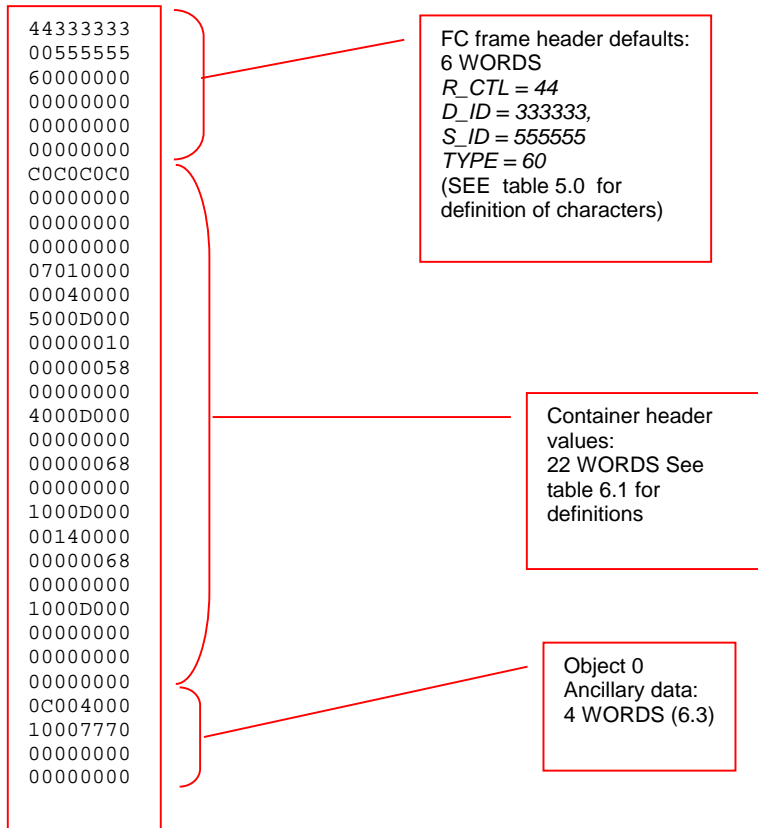 44333333
00555555
60000000
00000000
00000000
00000000
C0C0C0C0
00000000
00000000
00000000
07010000
00040000
5000D000
00000010
00000058
00000000
4000D000
00000000
00000068
00000000
1000D000
00140000
00000068
00000000
1000D000
00000000
00000000
00000000
0C004000
10007770
00000000
00000000
FC frame header defaults:
6 WORDS
R_CTL = 44
D_ID = 333333,
S_ID = 555555
TYPE = 60
(SEE table 5.0 for
definition of characters)
Container header
values:
22 WORDS See
table 6.1 for
definitions
Object 0
Ancillary data:
4 WORDS (6.3)